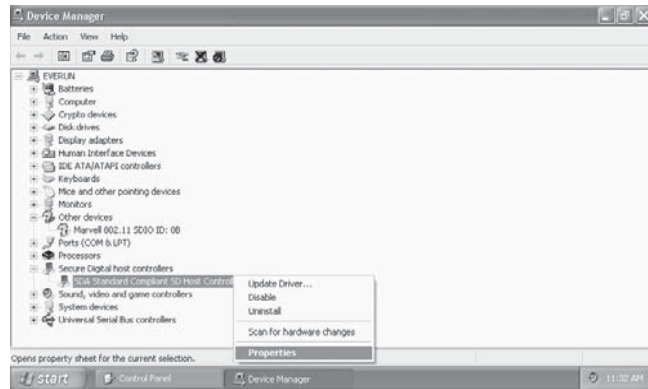 Device Manager
File Action View Help
EVERUN
Batteries
Computer
Crypto devices
Disk drives
Display adapters
Human Interface Devices
IDE ATA/ATAPI controllers
Keyboards
Mice and other pointing devices
Monitors
Other devices
Marvell 802.11 SDIO ID: 0B
Ports (COM & LPT)
Processors
Secure Digital host controllers
SDA Standard Compliant SD Host Control
Sound, video and game controllers
System devices
Universal Serial Bus controllers
Update Driver...
Disable
Uninstall
Scan for hardware changes
Properties
Opens property sheet for the current selection.
start Control Panel Device Manager 11:32 AM